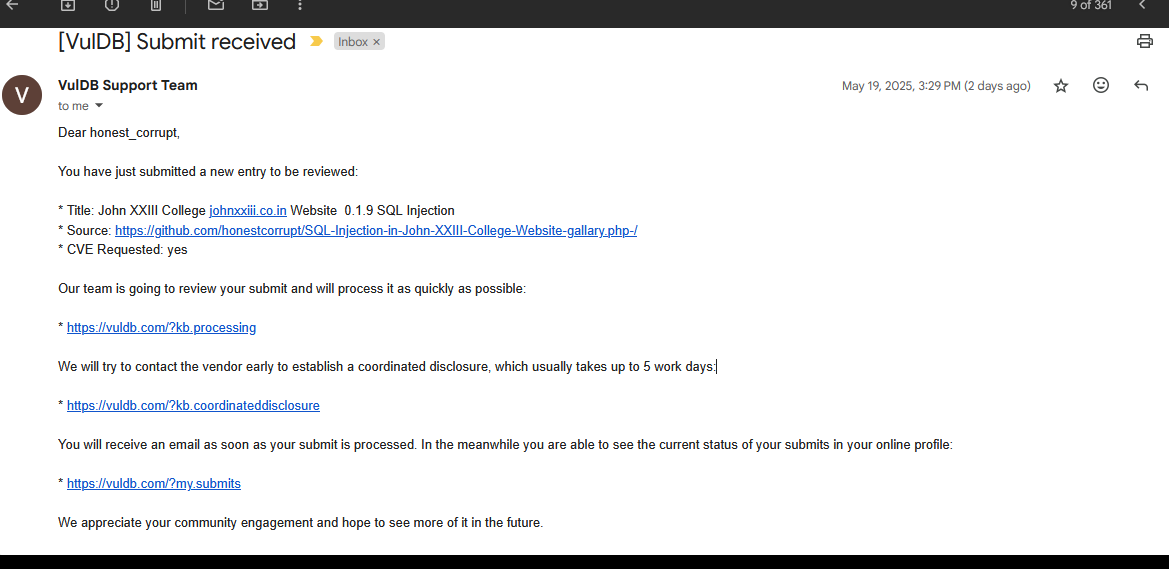 9 of 361
[VulDB] Submit received Inbox ×
V
VulDB Support Team May 19, 2025, 3:29 PM (2 days ago)
to me
Dear honest_corrupt,
You have just submitted a new entry to be reviewed:
* Title: John XXIII College johnxxiii.co.in Website 0.1.9 SQL Injection
* Source: https://github.com/honestcorrupt/SQL-Injection-in-John-XXIII-College-Website-gallary.php-/
* CVE Requested: yes
Our team is going to review your submit and will process it as quickly as possible:
* https://vuldb.com/?kb.processing
We will try to contact the vendor early to establish a coordinated disclosure, which usually takes up to 5 work days:
* https://vuldb.com/?kb.coordinateddisclosure
You will receive an email as soon as your submit is processed. In the meanwhile you are able to see the current status of your submits in your online profile:
* https://vuldb.com/?my.submits
We appreciate your community engagement and hope to see more of it in the future.